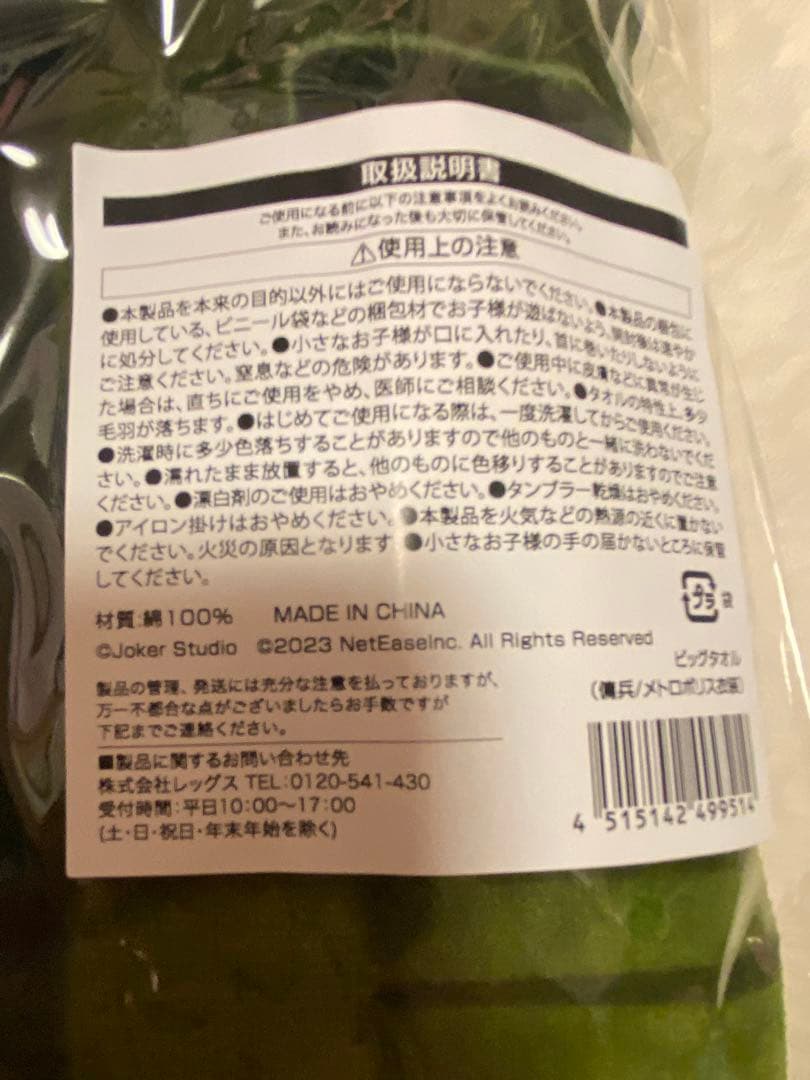 取扱説明書
ご使用になる前に以下の注意事項をよくお読みください。
また、お読みになった後も大切に保管してください。
⚠使用上の注意
●本製品を本来の目的以外にはご使用にならないでください。●本製品の梱包に
使用している、ビニール袋などの梱包材でお子様が遊ばないよう、開封後は速やか
に処分してください。●小さなお子様が口に入れたり、首に巻いたりしないように
ご注意ください。窒息などの危険があります。●ご使用中に皮膚などに異常が生じ
た場合は、直ちにご使用をやめ、医師にご相談ください。●タオルの特性上、多少
毛羽が落ちます。●はじめてご使用になる際は、一度洗濯してからご使用ください。
●洗濯時に多少色落ちすることがありますので他のものと一緒に洗わないでくだ
さい。●濡れたまま放置すると、他のものに色移りすることがありますのでご注意
ください。●漂白剤のご使用はおやめください。●タンブラー乾燥はおやめください。
●アイロン掛けはおやめください。●本製品を火気などの熱源の近くに置かない
でください。火災の原因となります ●小さなお子様の手の届かないところに保管
してください。
材質:綿100% MADE IN CHINA
プラ 袋
©Joker Studio ©2023 NetEaseInc. All Rights Reserved
ビッグタオル
(傭兵/メトロポリス衣装)
製品の管理、発送には充分な注意を払っておりますが、
万一不都合な点がございましたらお手数ですが
下記までご連絡ください。
■製品に関するお問い合わせ先
株式会社レッグス TEL:0120-541-430
受付時間:平日10:00〜17:00
(土・日・祝日・年末年始を除く)
4 515142 499514